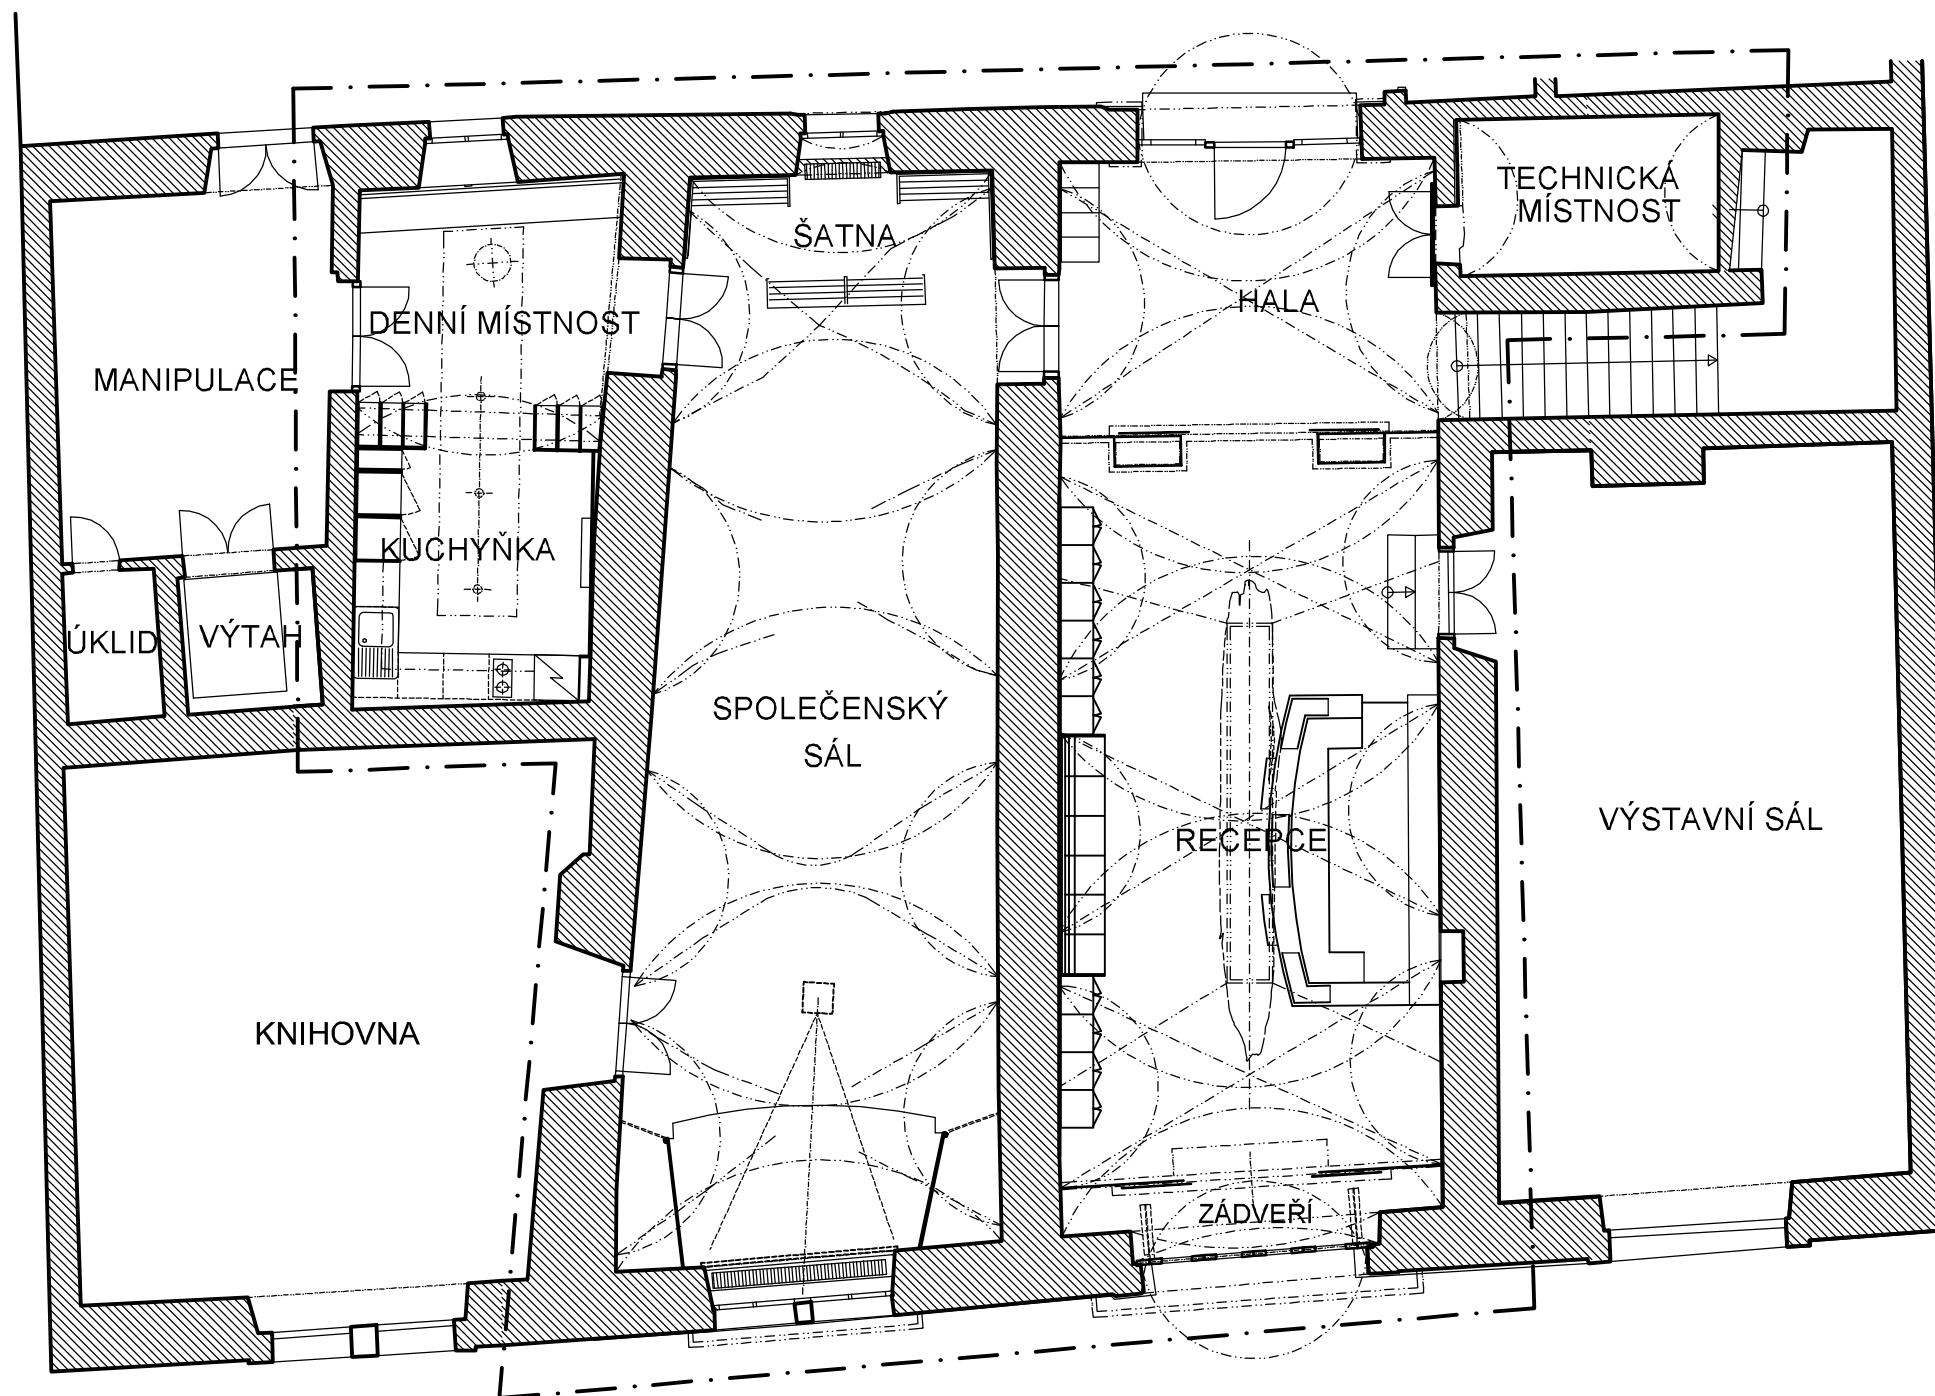 TECHNICKÁ
MÍSTNOST
ŠATNA
HALA
DENNÍ MÍSTNOST
MANIPULACE
KUCHYŇKA
ÚKLID
VÝTAH
SPOLEČENSKÝ
SÁL
RECEPCE
VÝSTAVNÍ SÁL
KNIHOVNA
ZÁDVEŘÍ